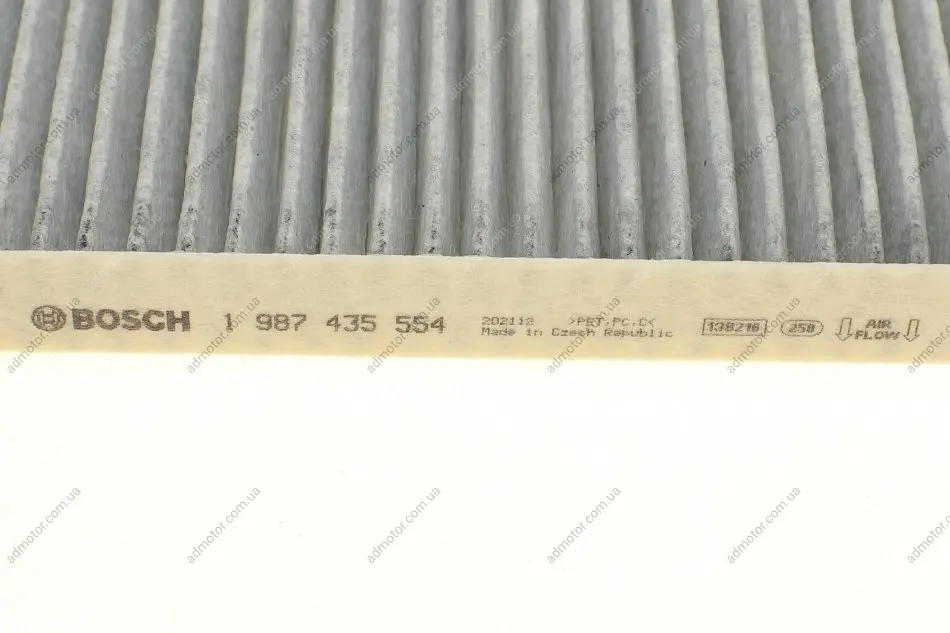 BOSCH 1 987 435 554
202112 >PET,PC,C<
Made in Czech Republic
138216 258 AIR FLOW
admotor.com.ua